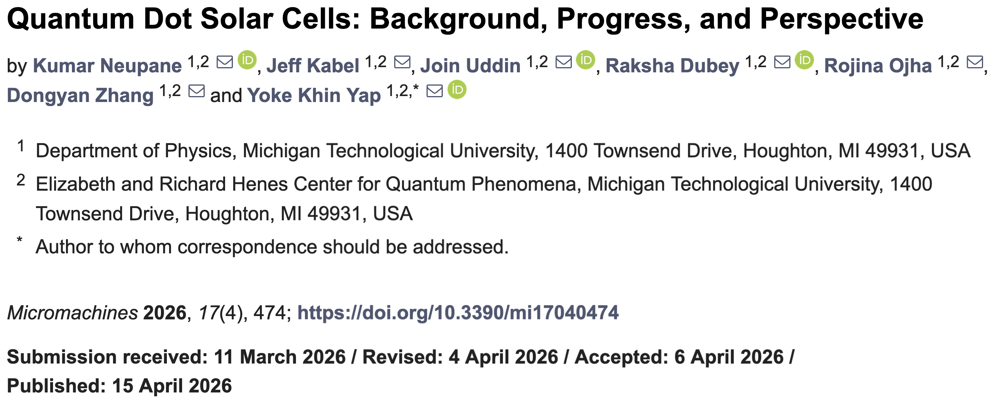 Quantum Dot Solar Cells: Background, Progress, and Perspective
by Kumar Neupane 1,2 iD, Jeff Kabel 1,2, Join Uddin 1,2 iD, Raksha Dubey 1,2 iD, Rojina Ojha 1,2,
Dongyan Zhang 1,2 and Yoke Khin Yap 1,2,* iD
1 Department of Physics, Michigan Technological University, 1400 Townsend Drive, Houghton, MI 49931, USA
2 Elizabeth and Richard Henes Center for Quantum Phenomena, Michigan Technological University, 1400
Townsend Drive, Houghton, MI 49931, USA
* Author to whom correspondence should be addressed.
Micromachines 2026, 17(4), 474; https://doi.org/10.3390/mi17040474
Submission received: 11 March 2026 / Revised: 4 April 2026 / Accepted: 6 April 2026 /
Published: 15 April 2026